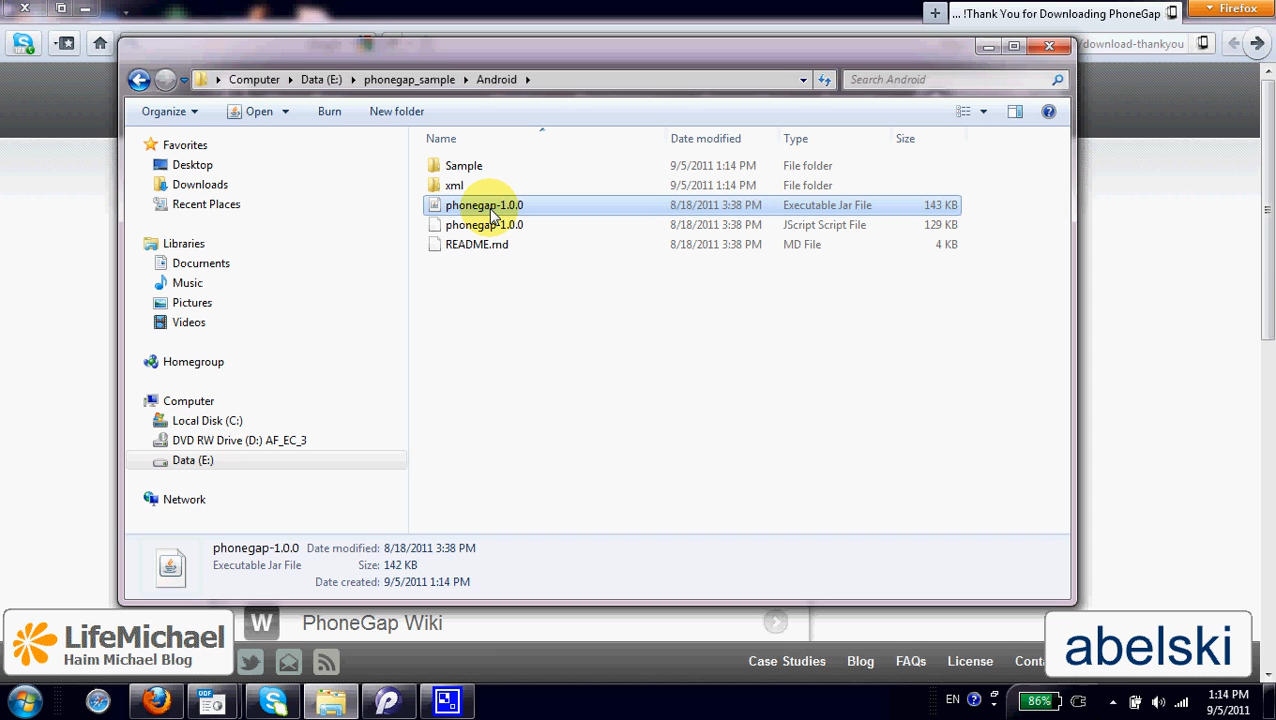 Firefox
... !Thank You for Downloading PhoneGap
/download-thankyou
Computer
Data (E:)
phonegap_sample
Android
Search Android
Organize
Open
Burn
New folder
Name
Date modified
Type
Size
Favorites
Desktop
Downloads
Recent Places
Libraries
Documents
Music
Pictures
Videos
Homegroup
Computer
Local Disk (C:)
DVD RW Drive (D:) AF_EC_3
Data (E:)
Network
Sample 9/5/2011 1:14 PM File folder
xml 9/5/2011 1:14 PM File folder
phonegap-1.0.0 8/18/2011 3:38 PM Executable Jar File 143 KB
phonegap-1.0.0 8/18/2011 3:38 PM JScript Script File 129 KB
README.md 8/18/2011 3:38 PM MD File 4 KB
phonegap-1.0.0 Date modified: 8/18/2011 3:38 PM
Executable Jar File Size: 142 KB
Date created: 9/5/2011 1:14 PM
W PhoneGap Wiki
LifeMichael
Haim Michael Blog
Case Studies Blog FAQs License Cont
abelski
ODF
EN
86%
1:14 PM
9/5/2011